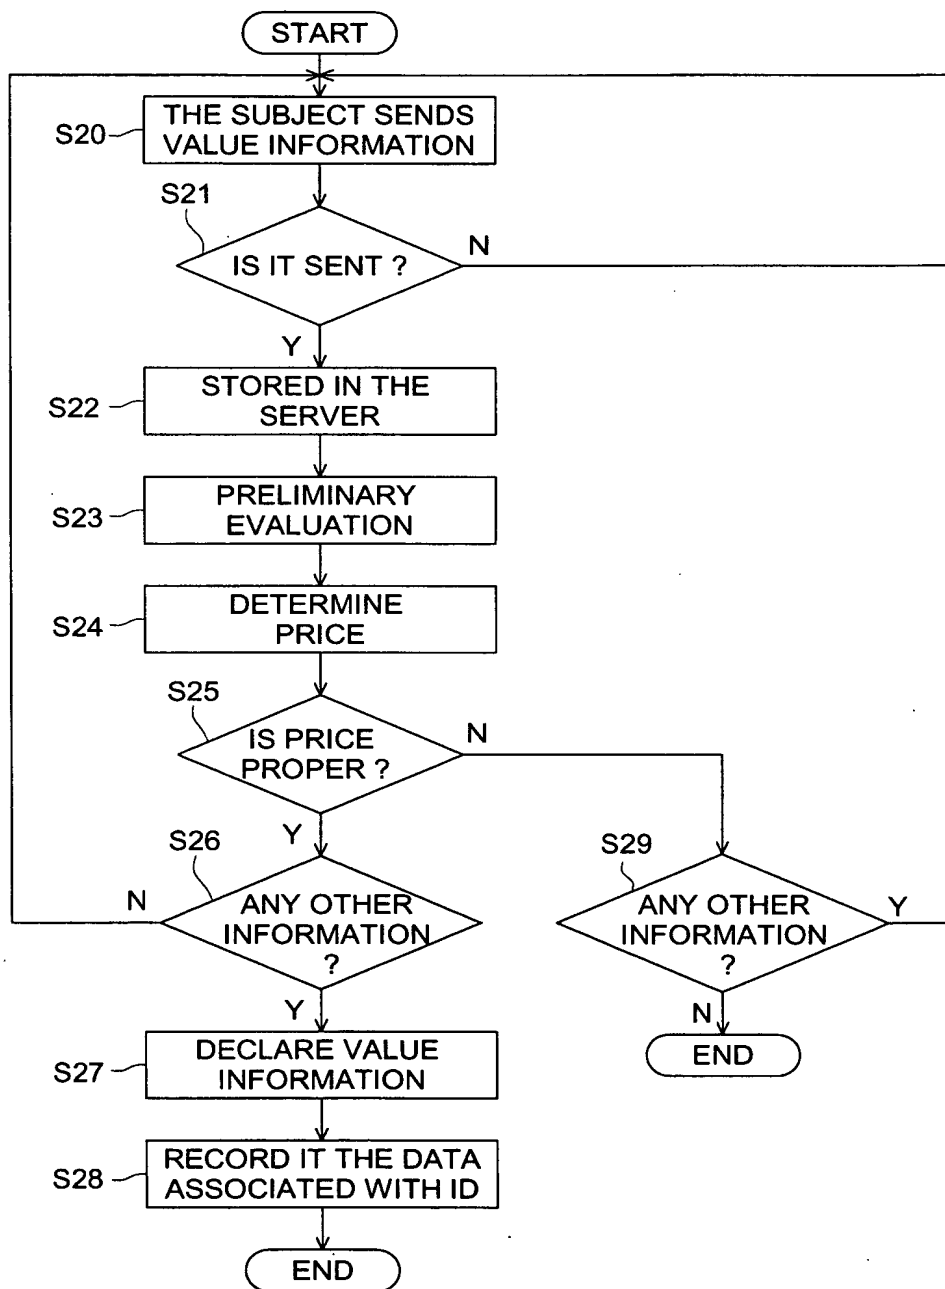 START
S20
THE SUBJECT SENDS
VALUE INFORMATION
S21
IS IT SENT ?
N
Y
S22
STORED IN THE
SERVER
S23
PRELIMINARY
EVALUATION
S24
DETERMINE
PRICE
S25
IS PRICE
PROPER ?
N
Y
S26
N
ANY OTHER
INFORMATION
?
Y
S29
ANY OTHER
INFORMATION
?
Y
N
END
S27
DECLARE VALUE
INFORMATION
S28
RECORD IT THE DATA
ASSOCIATED WITH ID
END